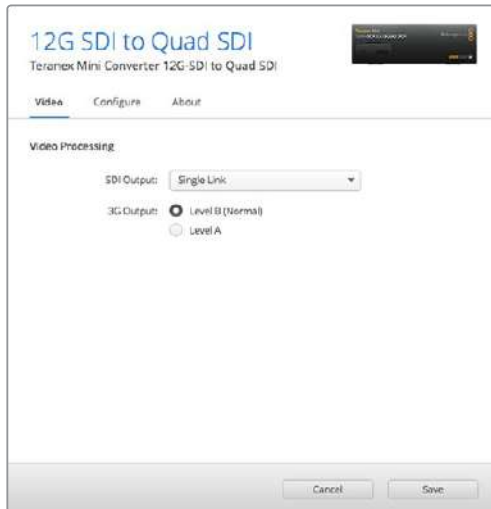 12G SDI to Quad SDI
Teranex Mini Converter 12G-SDI to Quad SDI
Video Configure About
Video Processing
SDI Output: Single Link
3G Output: Level B (Normal)
Level A
Cancel Save